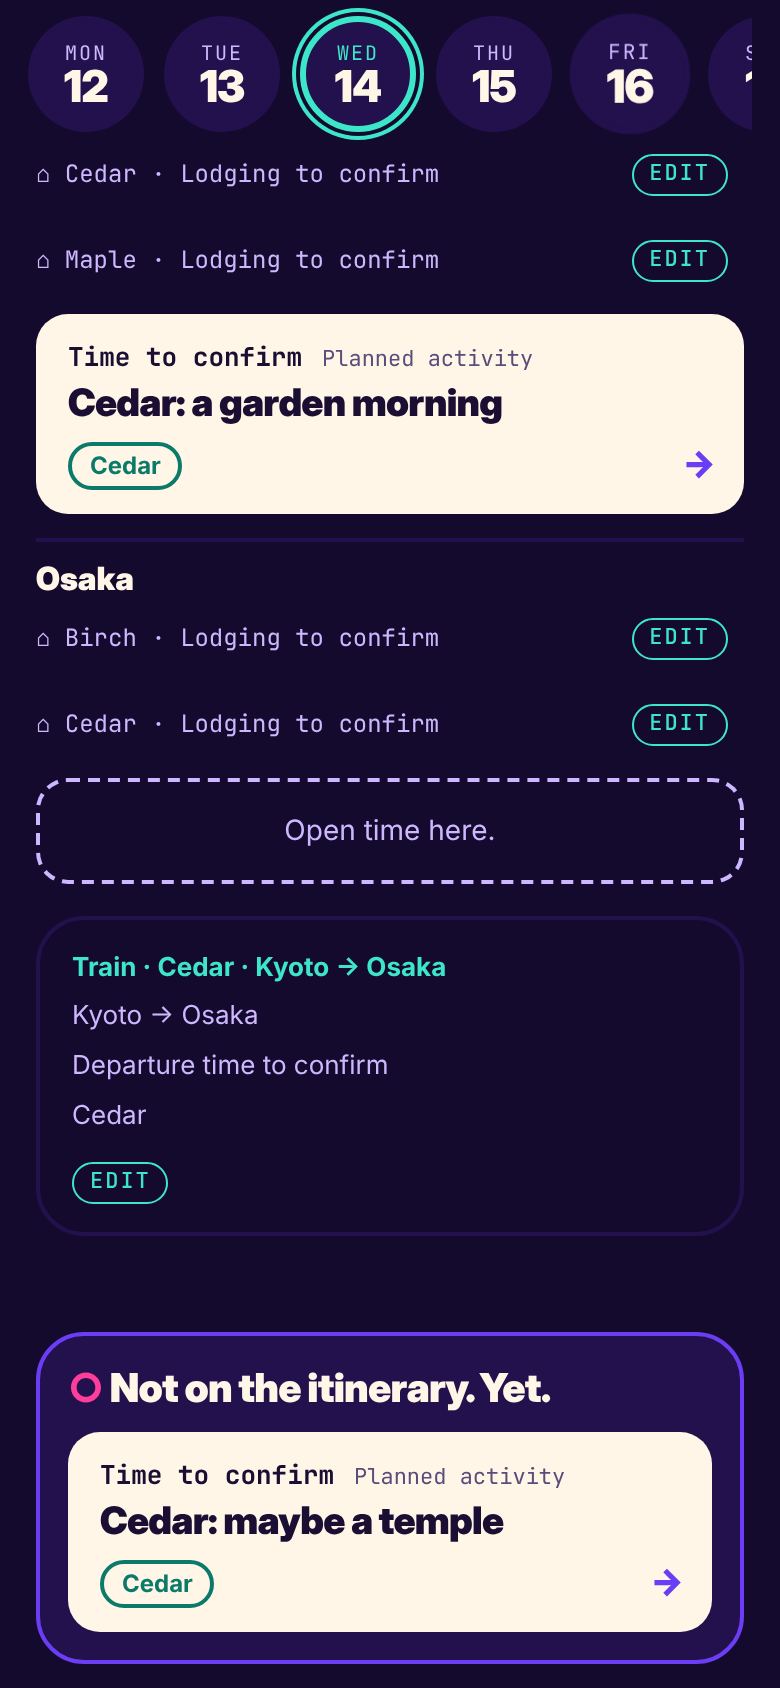 MON TUE WED THU FRI
12 13 14 15 16
⌂ Cedar · Lodging to confirm EDIT
⌂ Maple · Lodging to confirm EDIT
Time to confirm Planned activity
Cedar: a garden morning
Cedar →
Osaka
⌂ Birch · Lodging to confirm EDIT
⌂ Cedar · Lodging to confirm EDIT
Open time here.
Train · Cedar · Kyoto → Osaka
Kyoto → Osaka
Departure time to confirm
Cedar
EDIT
Not on the itinerary. Yet.
Time to confirm Planned activity
Cedar: maybe a temple
Cedar →